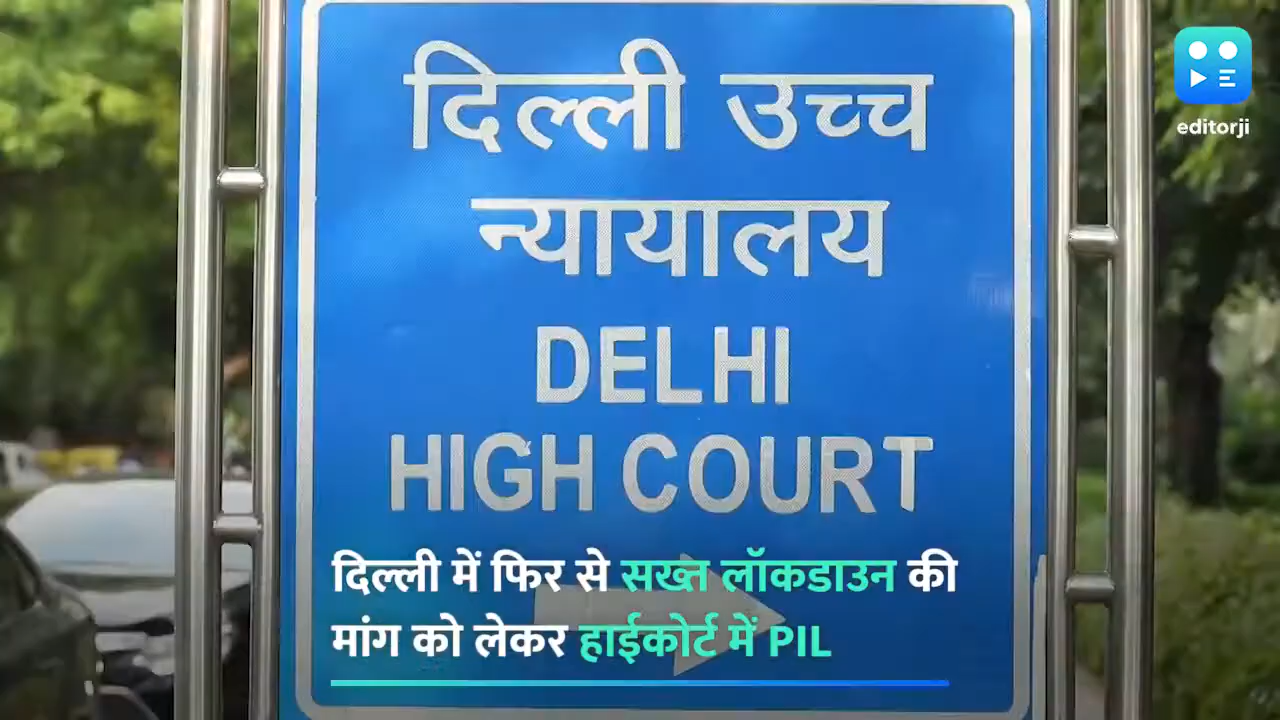 दिल्ली उच्च
न्यायालय
DELHI
HIGH COURT
दिल्ली में फिर से सख्त लॉकडाउन की
मांग को लेकर हाईकोर्ट में PIL
editorji